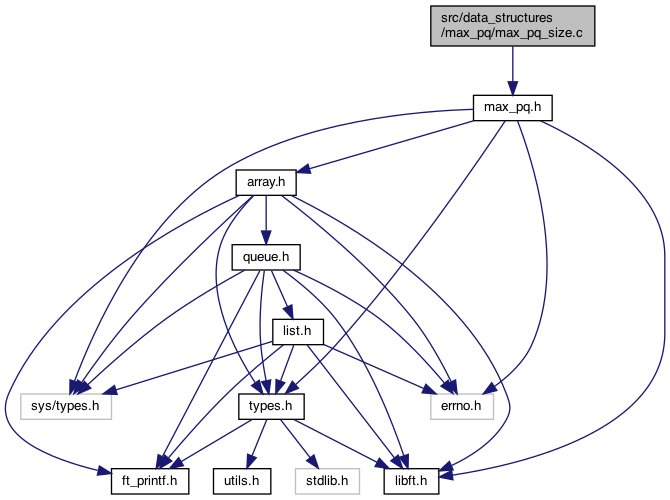 src/data_structures
/max_pq/max_pq_size.c
max_pq.h
array.h
queue.h
list.h
sys/types.h
types.h
errno.h
ft_printf.h
utils.h
stdlib.h
libft.h